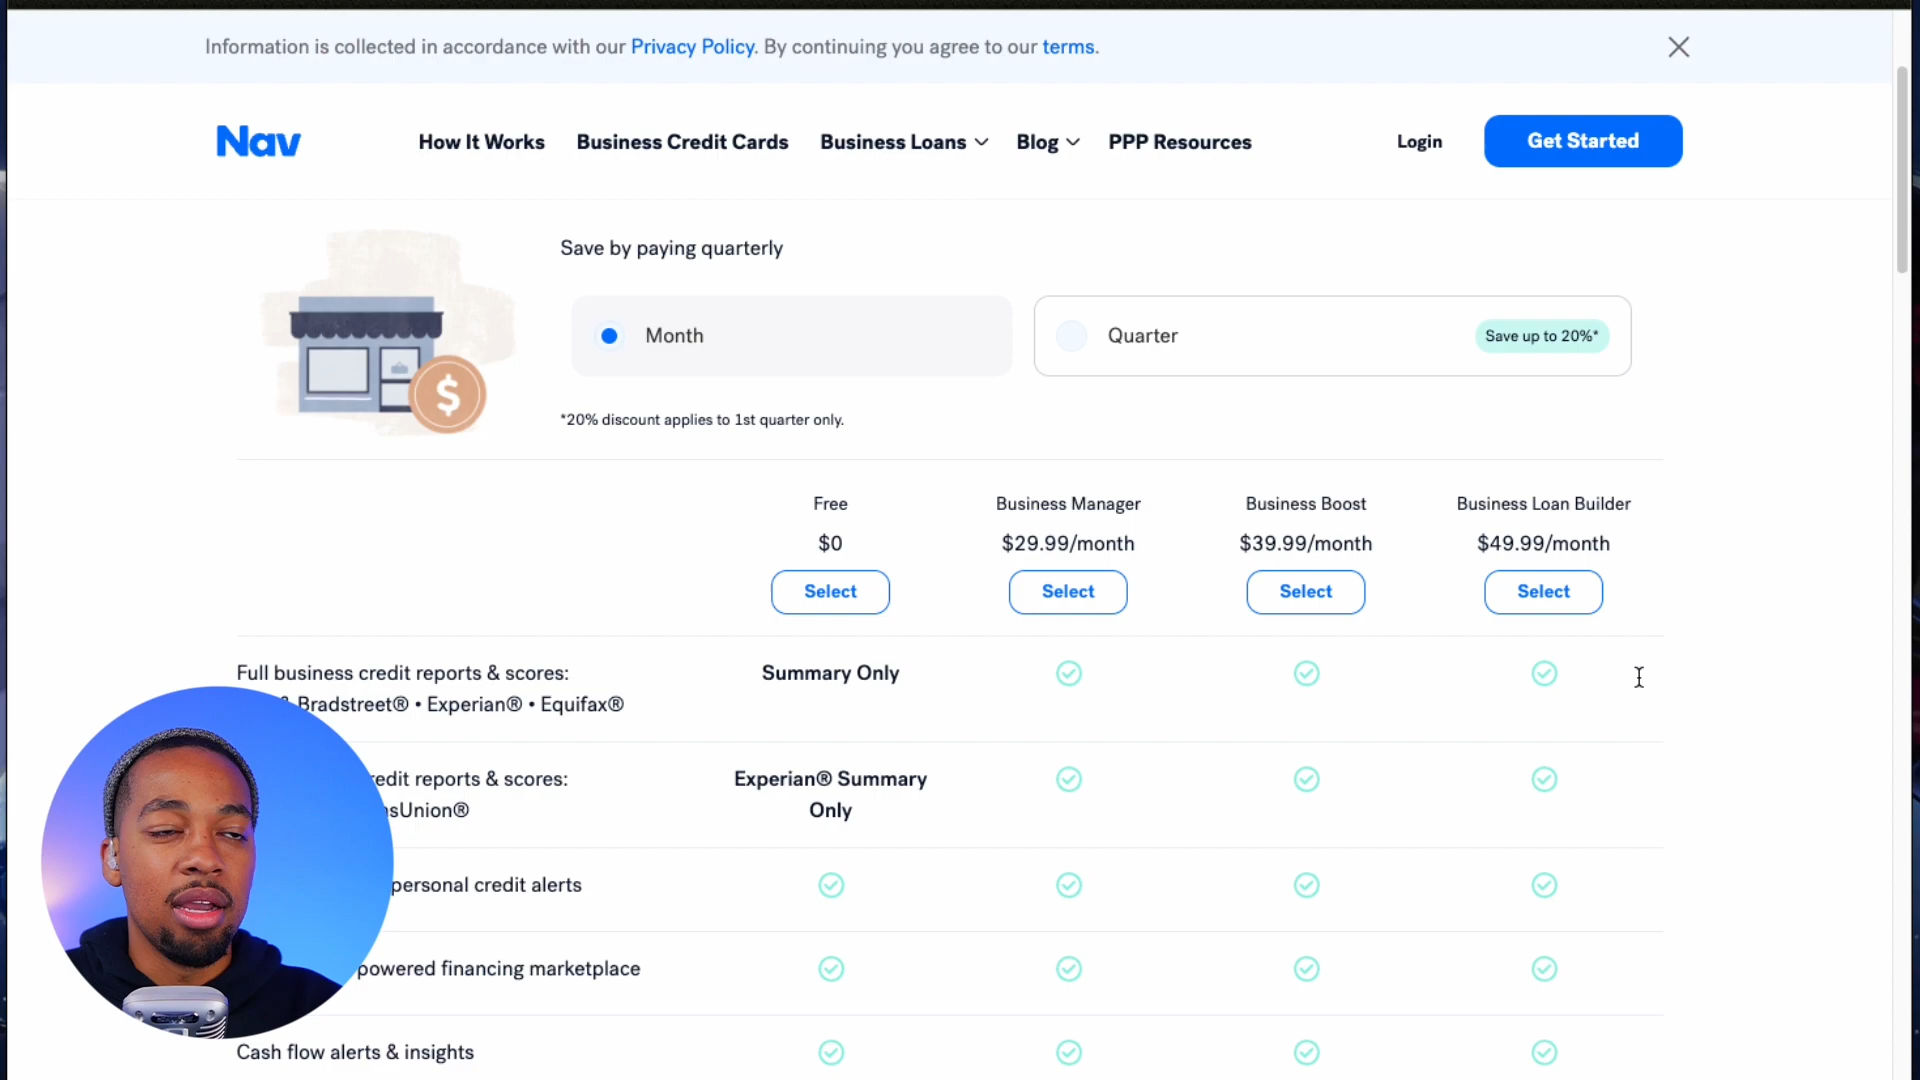 Information is collected in accordance with our Privacy Policy. By continuing you agree to our terms.
Nav How It Works Business Credit Cards Business Loans Blog PPP Resources Login Get Started
Save by paying quarterly
Month Quarter Save up to 20%*
*20% discount applies to 1st quarter only.
$
Free Business Manager Business Boost Business Loan Builder
$0 $29.99/month $39.99/month $49.99/month
Select Select Select Select
Full business credit reports & scores: Summary Only
Bradstreet® • Experian® • Equifax®
reports & scores: Experian® Summary
Only
personal credit alerts
powered financing marketplace
Cash flow alerts & insights